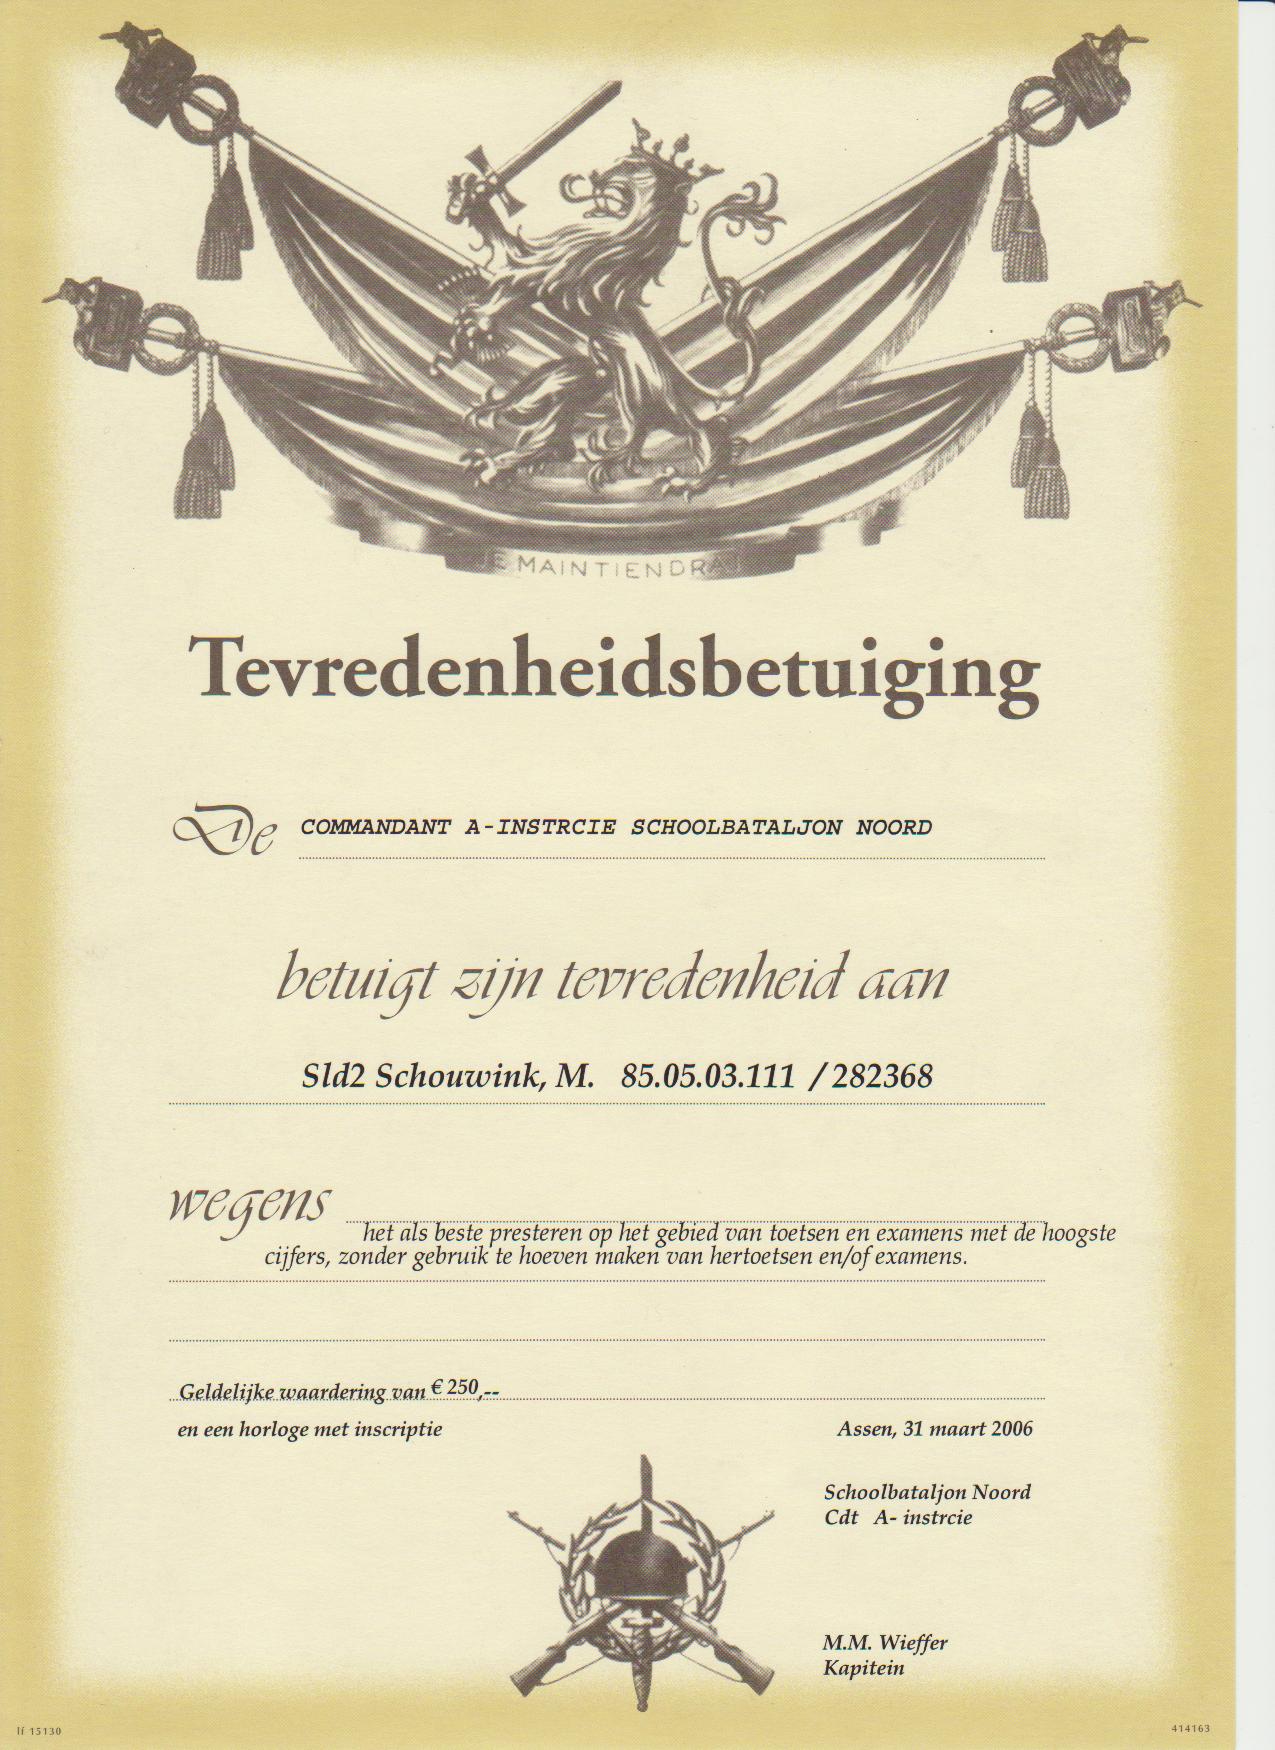 E MAINTIENDRA
Tevredenheidsbetuiging
De COMMANDANT A-INSTRCIE SCHOOLBATALJON NOORD
betuigt zijn tevredenheid aan
Sld2 Schouwink, M. 85.05.03.111 / 282368
wegens
het als beste presteren op het gebied van toetsen en examens met de hoogste
cijfers, zonder gebruik te hoeven maken van hertoetsen en/of examens.
Geldelijke waardering van € 250,--
en een horloge met inscriptie
Assen, 31 maart 2006
Schoolbataljon Noord
Cdt A- instrcie
M.M. Wieffer
Kapitein
lf 15130
414163